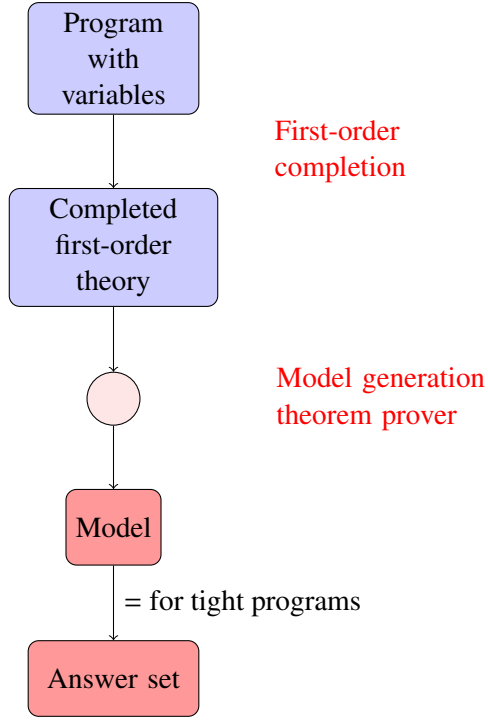 Program
with
variables
First-order
completion
Completed
first-order
theory
Model generation
theorem prover
Model
= for tight programs
Answer set